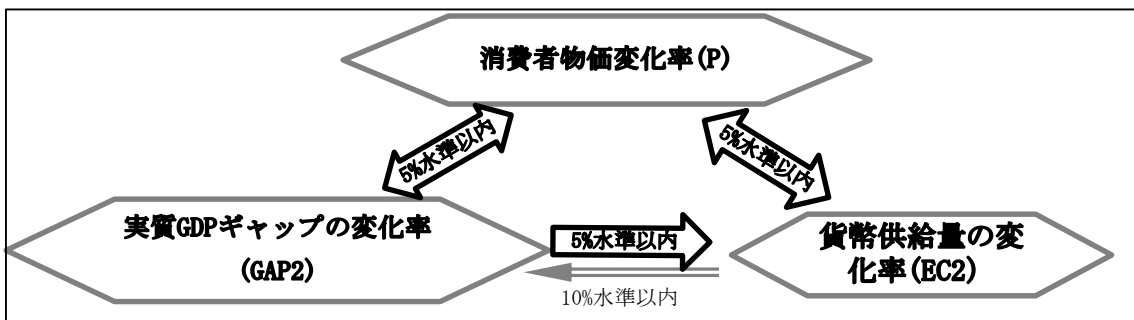 消費者物価変化率(P)
5%水準以内
5%水準以内
実質GDPギャップの変化率
(GAP2)
5%水準以内
10%水準以内
貨幣供給量の変
化率(EC2)